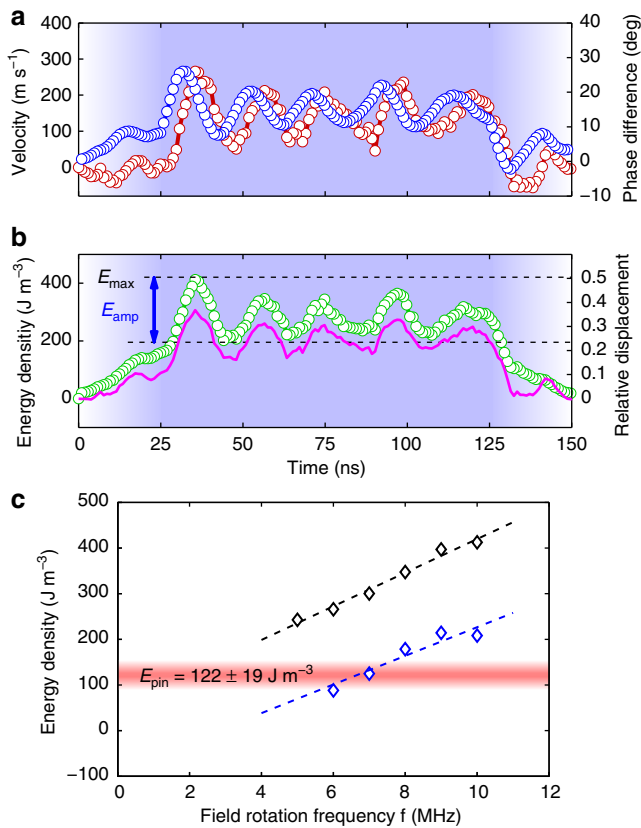 a
400
300
200
100
0
Velocity (m s⁻¹)
40
30
20
10
0
−10
Phase difference (deg)
b
400
200
0
Energy densitiy (J m⁻³)
E_max
E_amp
0.5
0.4
0.3
0.2
0.1
0
Relative displacement
0 25 50 75 100 125 150
Time (ns)
c
500
400
300
200
100
0
−100
Energy density (J m⁻³)
E_pin = 122 ± 19 J m⁻³
0 2 4 6 8 10 12
Field rotation frequency f (MHz)